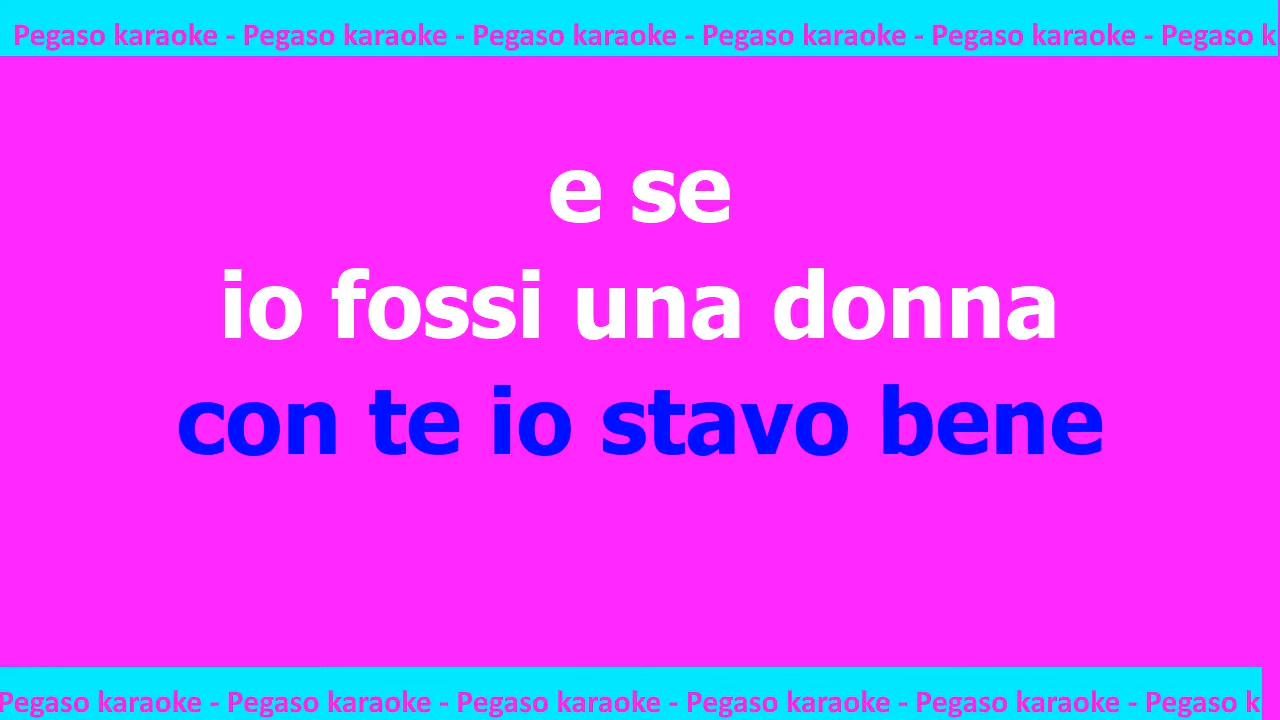 Pegaso karaoke - Pegaso karaoke - Pegaso karaoke - Pegaso karaoke - Pegaso karaoke - Pegaso k
e se
io fossi una donna
con te io stavo bene
Pegaso karaoke - Pegaso karaoke - Pegaso karaoke - Pegaso karaoke - Pegaso karaoke - Pegaso k